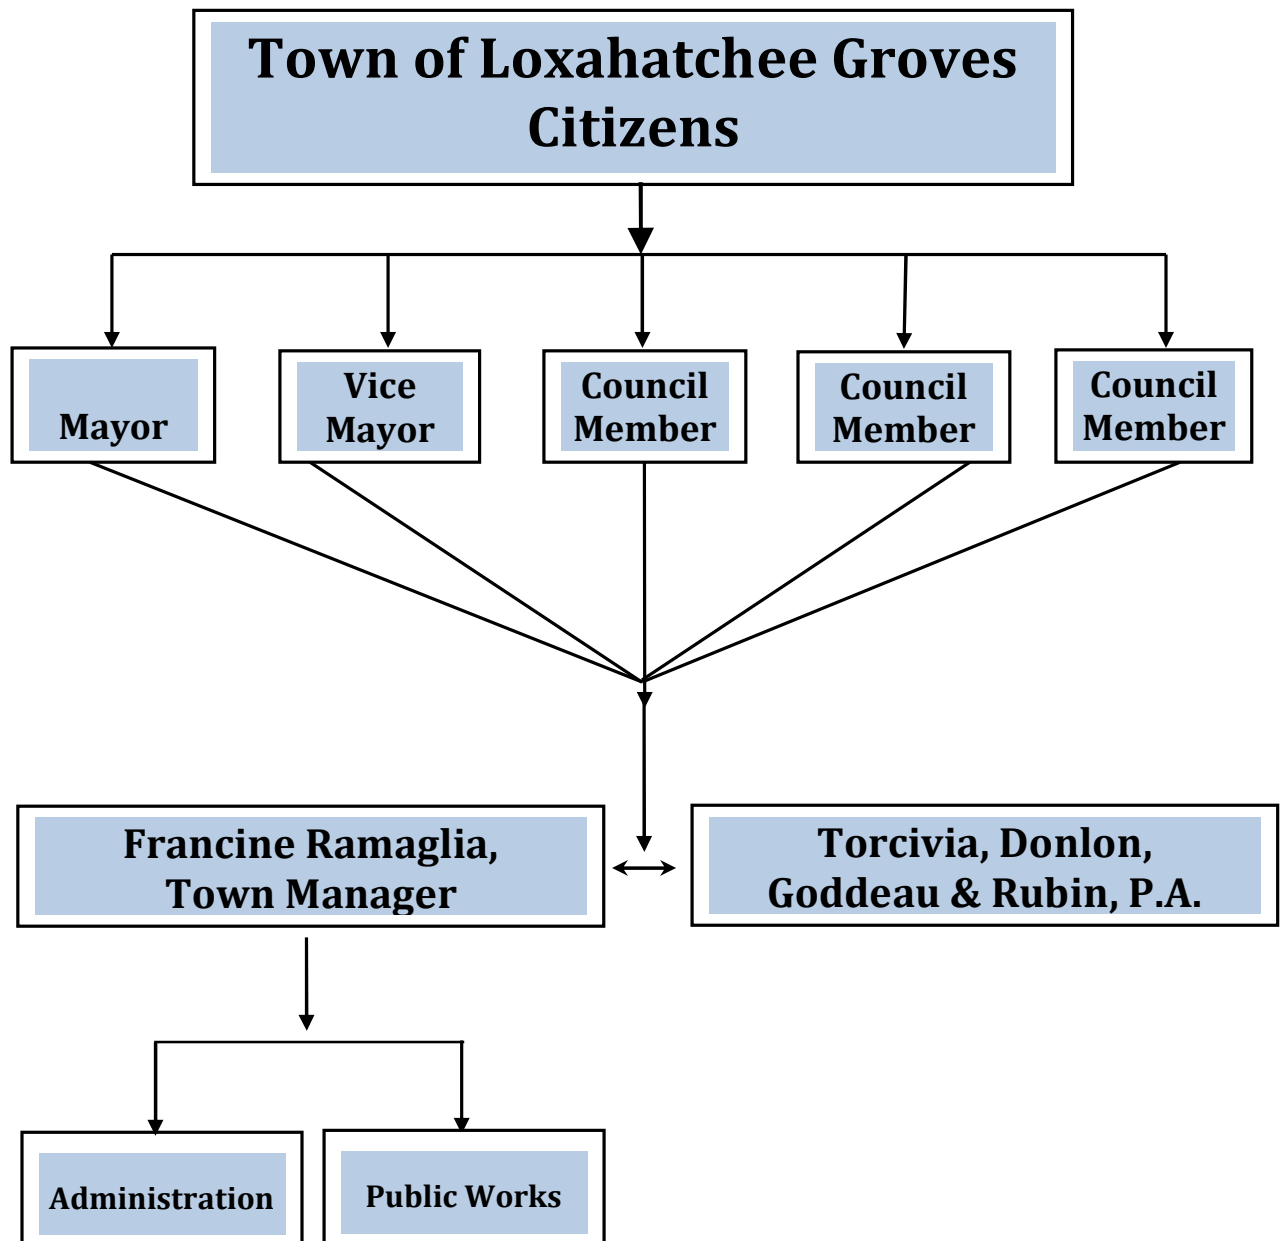 Town of Loxahatchee Groves
Citizens
Mayor
Vice
Mayor
Council
Member
Council
Member
Council
Member
Francine Ramaglia,
Town Manager
Torcivia, Donlon,
Goddeau & Rubin, P.A.
Administration
Public Works